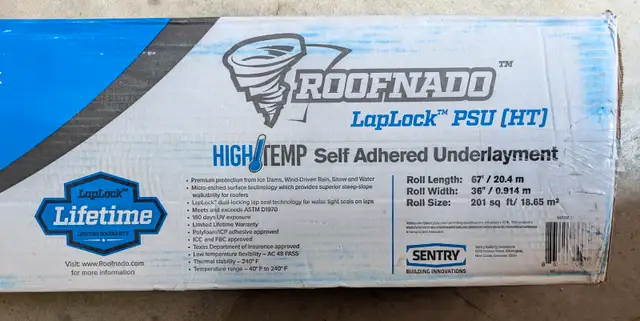 ROOFNADO™
LapLock™ PSU (HT)
HIGH TEMP Self Adhered Underlayment
• Premium protection from Ice Dams, Wind-Driven Rain, Snow and Water
• Micro-etched surface technology which provides superior steep-slope
walkability for roofers
• LapLock™ dual-locking lap seal technology for water tight seals on laps
• Meets and exceeds ASTM D1970
• 180 days UV exposure
• Limited Lifetime Warranty
• Polyfoam/ICP adhesive approved
• ICC and FBC approved
• Texas Department of Insurance approved
• Low temperature flexibility – AC 48 PASS
• Thermal stability – 240° F
• Temperature range – 40° F to 240° F
Roll Length: 67' / 20.4 m
Roll Width: 36" / 0.914 m
Roll Size: 201 sq ft/ 18.65 m²
SENTRY
BUILDING INNOVATIONS
LapLock™
Lifetime
LIMITED WARRANTY
Visit: www.Roofnado.com
for more information